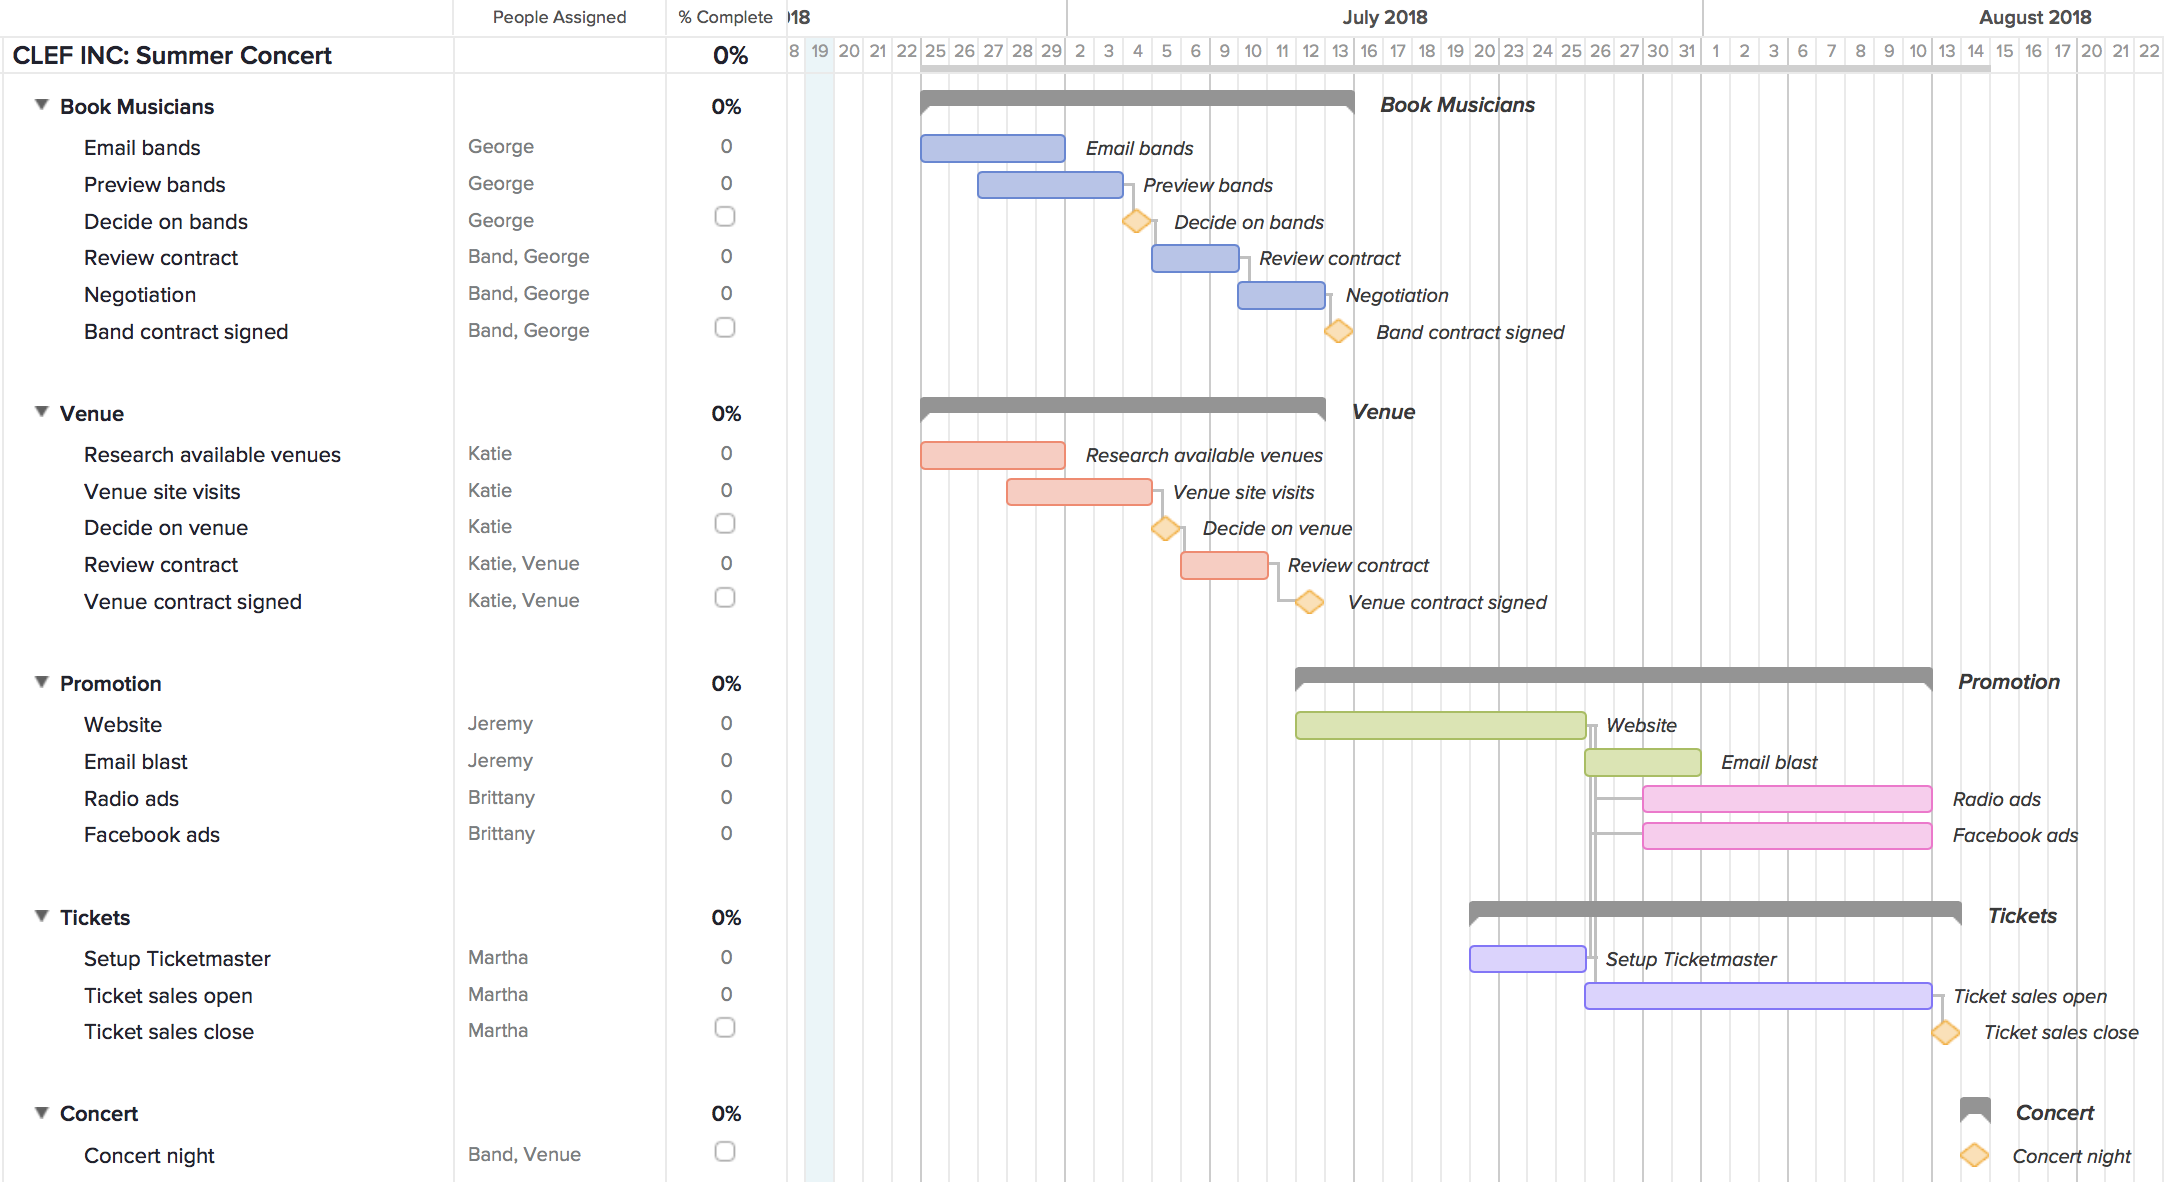 People Assigned % Complete 18 July 2018 August 2018
CLEF INC: Summer Concert 0% 8 19 20 21 22 25 26 27 28 29 2 3 4 5 6 9 10 11 12 13 16 17 18 19 20 23 24 25 26 27 30 31 1 2 3 6 7 8 9 10 13 14 15 16 17 20 21 22
Book Musicians 0% Book Musicians
Email bands George 0 Email bands
Preview bands George 0 Preview bands
Decide on bands George Decide on bands
Review contract Band, George 0 Review contract
Negotiation Band, George 0 Negotiation
Band contract signed Band, George Band contract signed
Venue 0% Venue
Research available venues Katie 0 Research available venues
Venue site visits Katie 0 Venue site visits
Decide on venue Katie Decide on venue
Review contract Katie, Venue 0 Review contract
Venue contract signed Katie, Venue Venue contract signed
Promotion 0% Promotion
Website Jeremy 0 Website
Email blast Jeremy 0 Email blast
Radio ads Brittany 0 Radio ads
Facebook ads Brittany 0 Facebook ads
Tickets 0% Tickets
Setup Ticketmaster Martha 0 Setup Ticketmaster
Ticket sales open Martha 0 Ticket sales open
Ticket sales close Martha Ticket sales close
Concert 0% Concert
Concert night Band, Venue Concert night